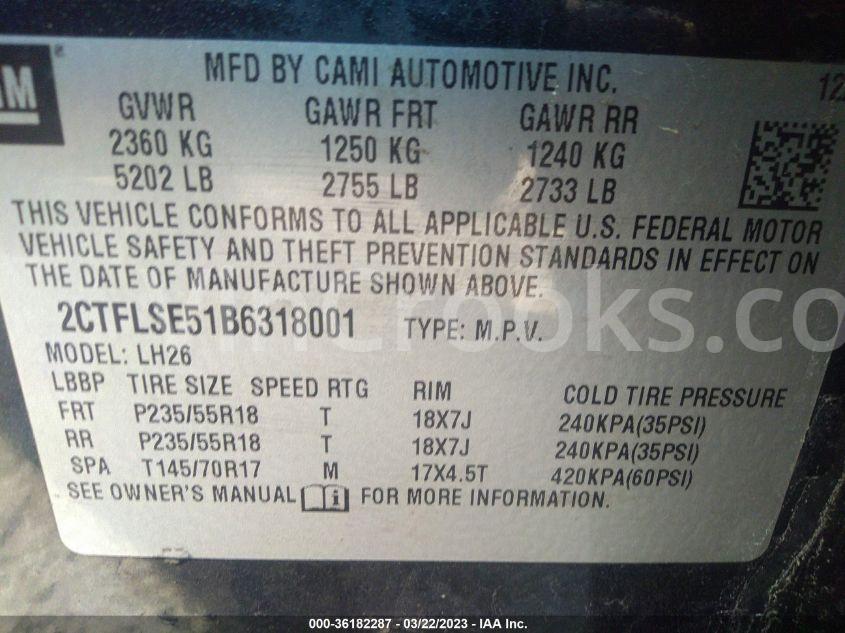 MFD BY CAMI AUTOMOTIVE INC.
GVWR GAWR FRT GAWR RR
2360 KG 1250 KG 1240 KG
5202 LB 2755 LB 2733 LB
THIS VEHICLE CONFORMS TO ALL APPLICABLE U.S. FEDERAL MOTOR
VEHICLE SAFETY AND THEFT PREVENTION STANDARDS IN EFFECT ON
THE DATE OF MANUFACTURE SHOWN ABOVE.
2CTFLSE51B6318001 TYPE: M.P.V.
MODEL: LH26
LBBP TIRE SIZE SPEED RTG RIM COLD TIRE PRESSURE
FRT P235/55R18 T 18X7J 240KPA(35PSI)
RR P235/55R18 T 18X7J 240KPA(35PSI)
SPA T145/70R17 M 17X4.5T 420KPA(60PSI)
SEE OWNER'S MANUAL FOR MORE INFORMATION.
000-36182287 - 03/22/2023 - IAA Inc.